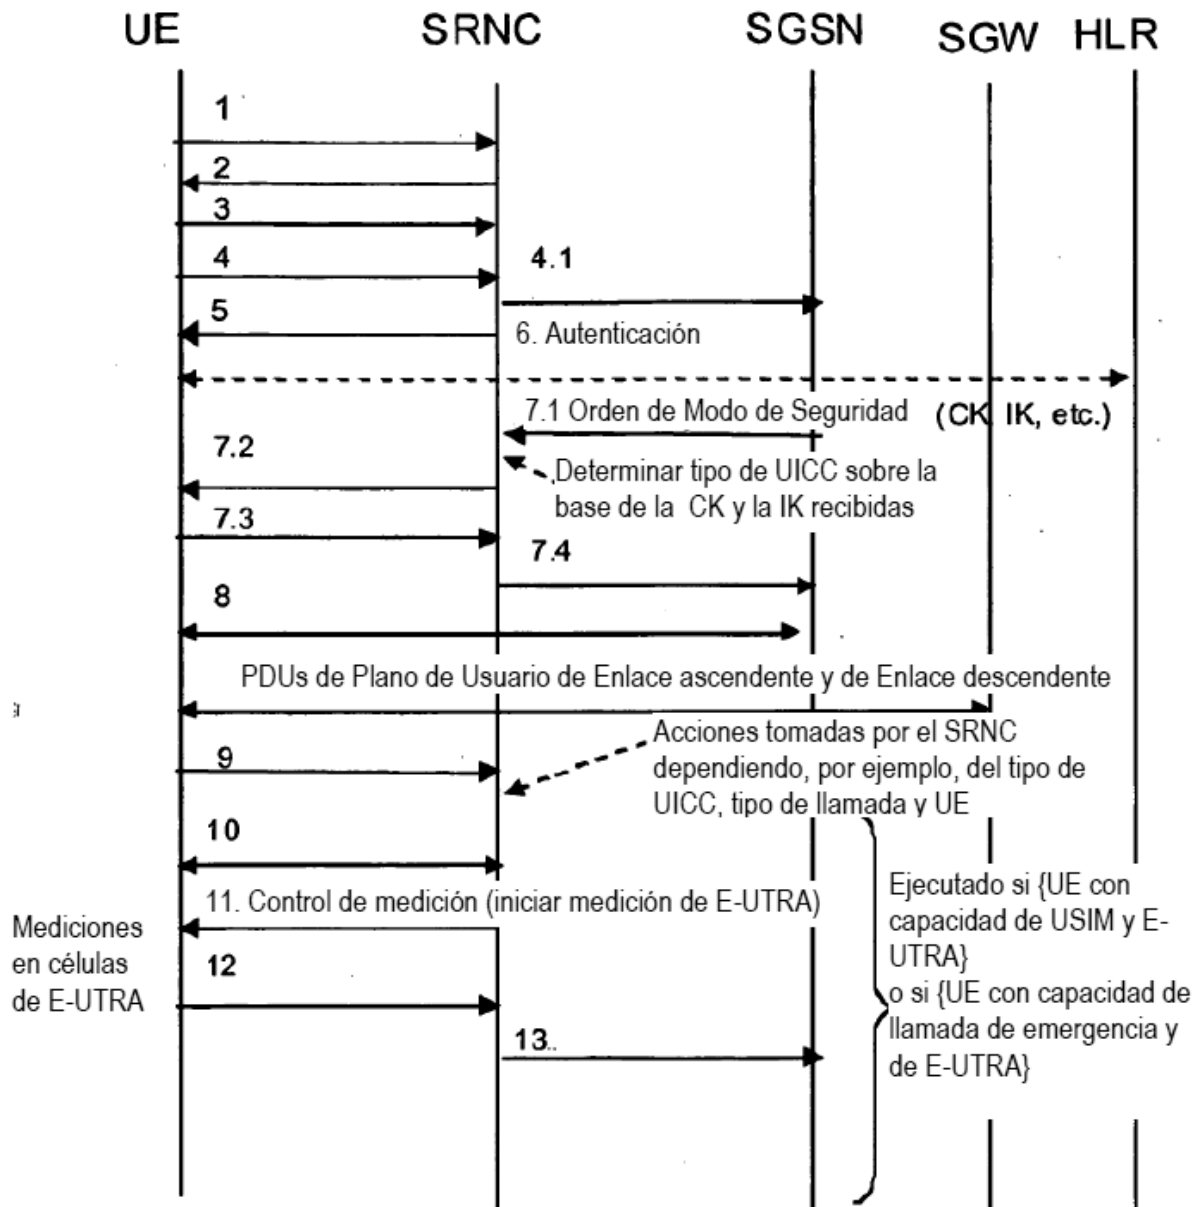 UE SRNC SGSN SGW HLR
1
2
3
4 4.1
5
6. Autenticación
7.1 Orden de Modo de Seguridad (CK IK, etc.)
7.2
Determinar tipo de UICC sobre la
base de la CK y la IK recibidas
7.3
7.4
8
PDUs de Plano de Usuario de Enlace ascendente y de Enlace descendente
Acciones tomadas por el SRNC
dependiendo, por ejemplo, del tipo de
UICC, tipo de llamada y UE
9
10
11. Control de medición (iniciar medición de E-UTRA)
Mediciones
en células
de E-UTRA
12
13..
Ejecutado si {UE con
capacidad de USIM y E-
UTRA}
o si {UE con capacidad de
llamada de emergencia y
de E-UTRA}